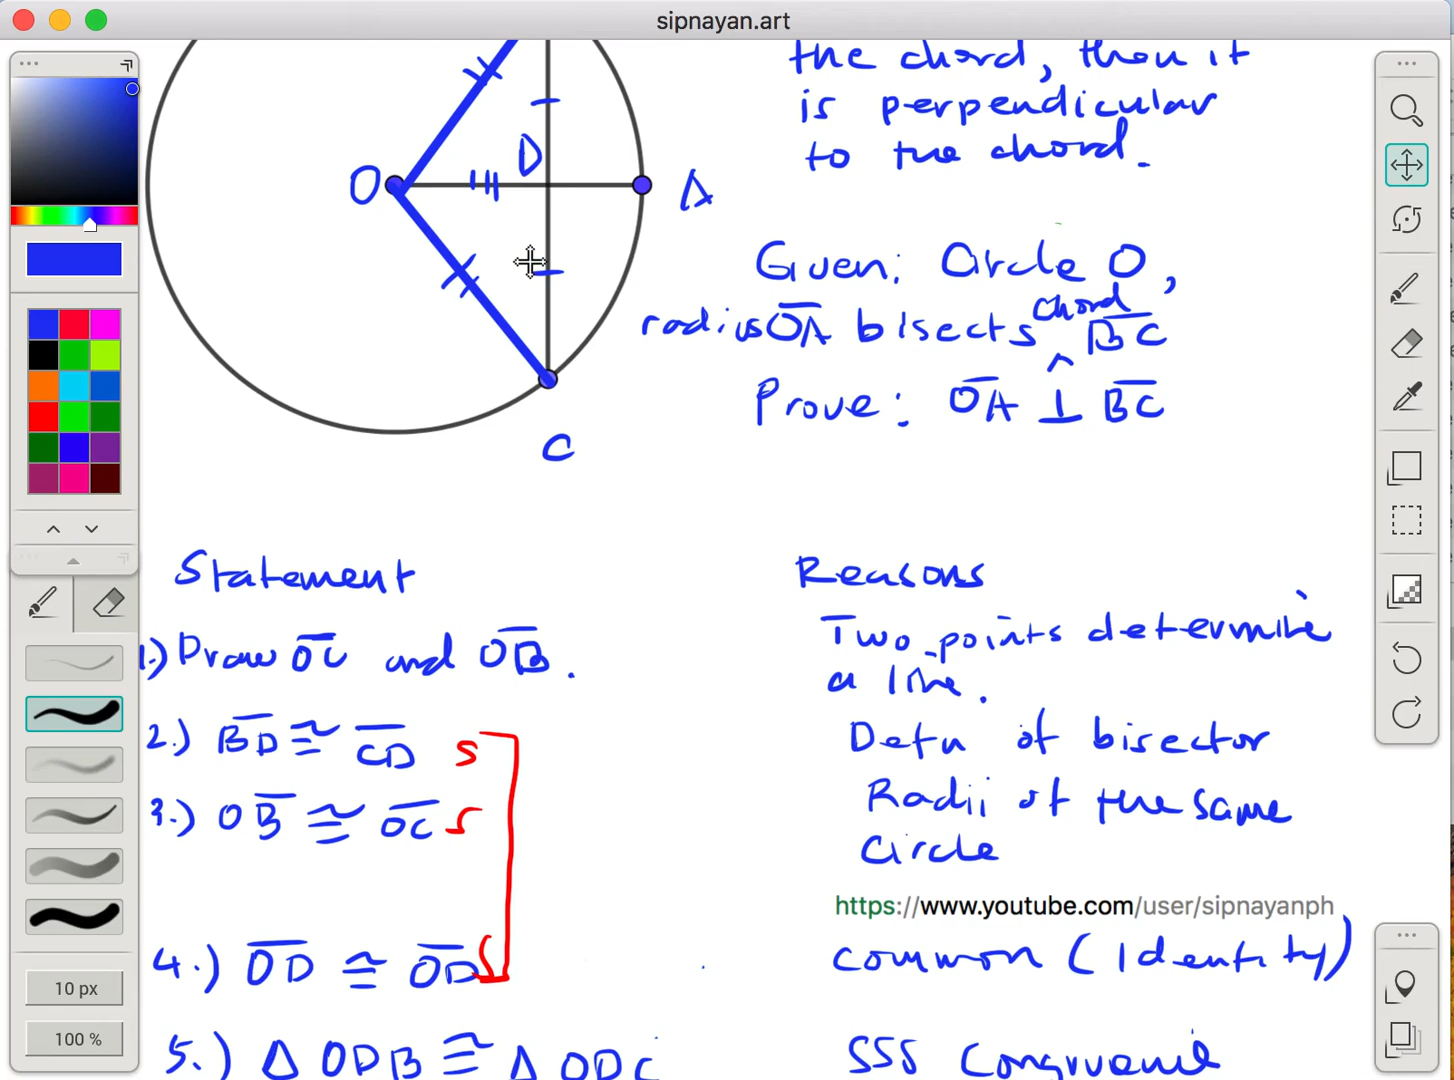 sipnayan.art
the chord, then it
is perpendicular
to the chord.
O
D
A
C
Given: Circle O,
radius OA bisects chord BC
Prove: OA ⊥ BC
Statement
Reasons
1.) Draw OC and OB.
Two points determine
a line.
2.) BD ≅ CD S
Defn of bisector
3.) OB ≅ OC S
Radii of the same
circle
https://www.youtube.com/user/sipnayanph
4.) OD ≅ OD S
common (Identity)
5.) Δ ODB ≅ Δ ODC
SSS Congruence
10 px
100 %